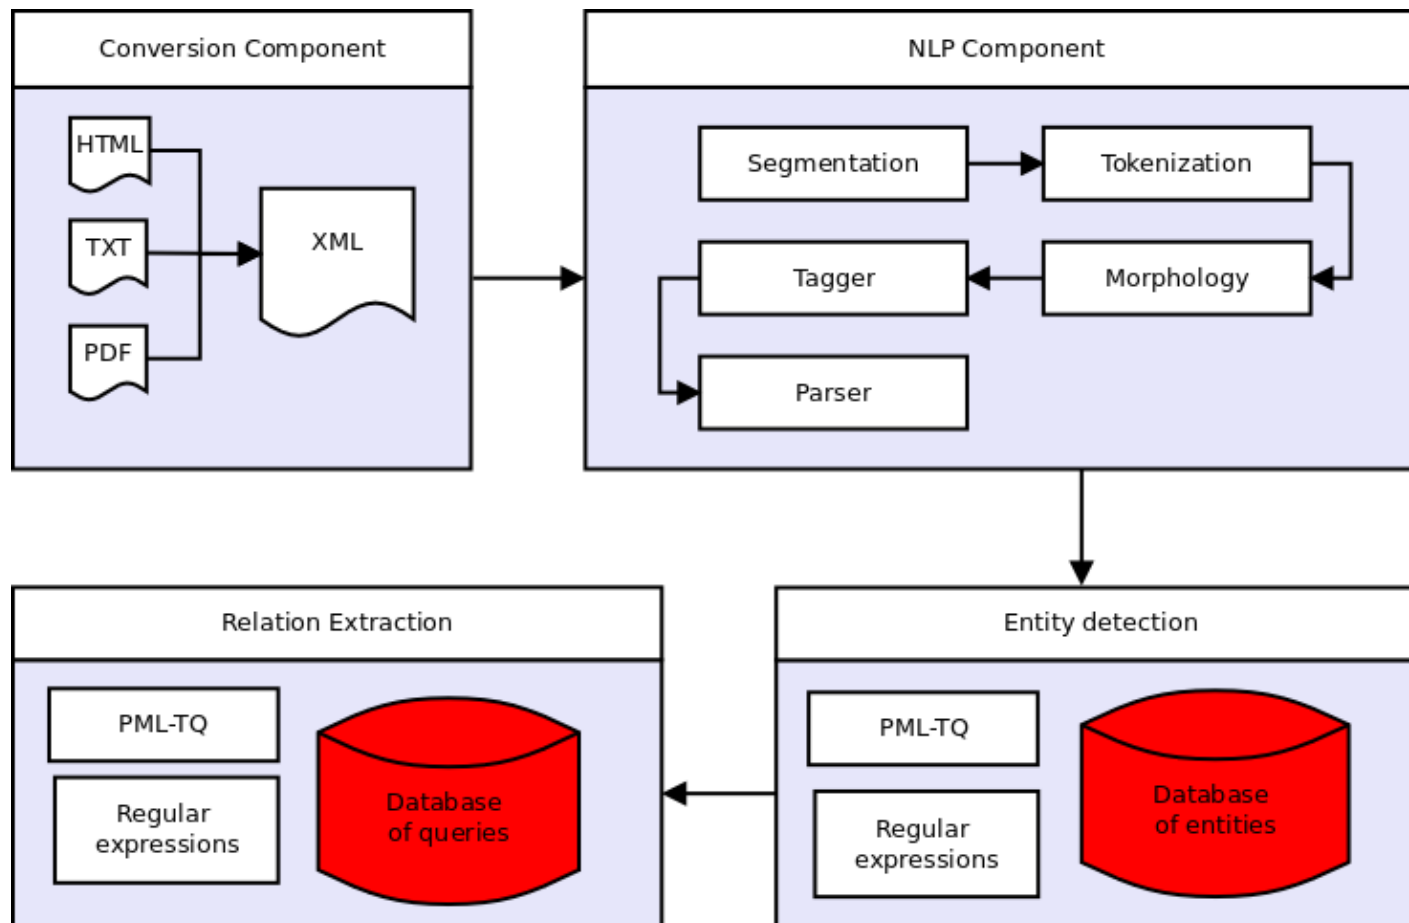 Conversion Component
HTML
TXT
PDF
XML
NLP Component
Segmentation
Tokenization
Tagger
Morphology
Parser
Relation Extraction
PML-TQ
Regular
expressions
Database
of queries
Entity detection
PML-TQ
Regular
expressions
Database
of entities